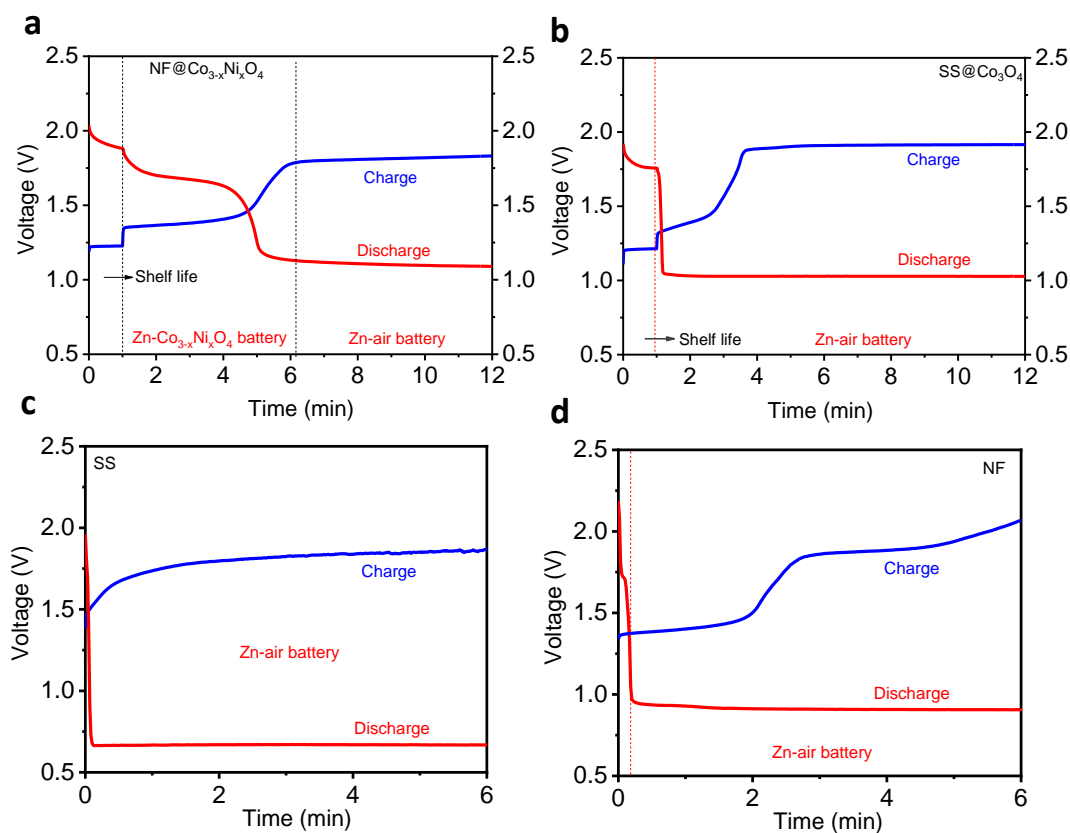 a
NF@Co3-xNixO4
2.5
2.0
1.5
1.0
0.5
Voltage (V)
Charge
Discharge
Shelf life
Zn-Co3-xNixO4 battery
Zn-air battery
2.5
2.0
1.5
1.0
0.5
0 2 4 6 8 10 12
Time (min)
b
SS@Co3O4
2.5
2.0
1.5
1.0
0.5
Voltage (V)
Charge
Discharge
Shelf life
Zn-air battery
2.5
2.0
1.5
1.0
0.5
0 2 4 6 8 10 12
Time (min)
c
SS
2.5
2.0
1.5
1.0
0.5
Voltage (V)
Charge
Zn-air battery
Discharge
0 2 4 6
Time (min)
d
NF
2.5
2.0
1.5
1.0
0.5
Voltage (V)
Charge
Discharge
Zn-air battery
0 2 4 6
Time (min)